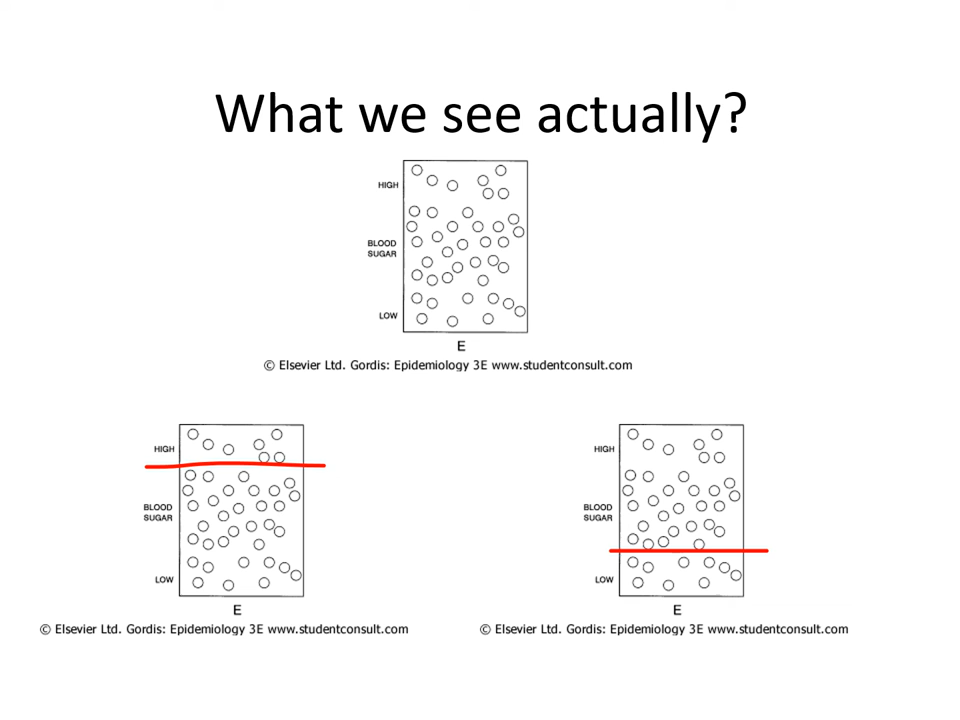 What we see actually?
HIGH
BLOOD
SUGAR
LOW
E
© Elsevier Ltd. Gordis: Epidemiology 3E www.studentconsult.com
HIGH
BLOOD
SUGAR
LOW
E
© Elsevier Ltd. Gordis: Epidemiology 3E www.studentconsult.com
HIGH
BLOOD
SUGAR
LOW
E
© Elsevier Ltd. Gordis: Epidemiology 3E www.studentconsult.com